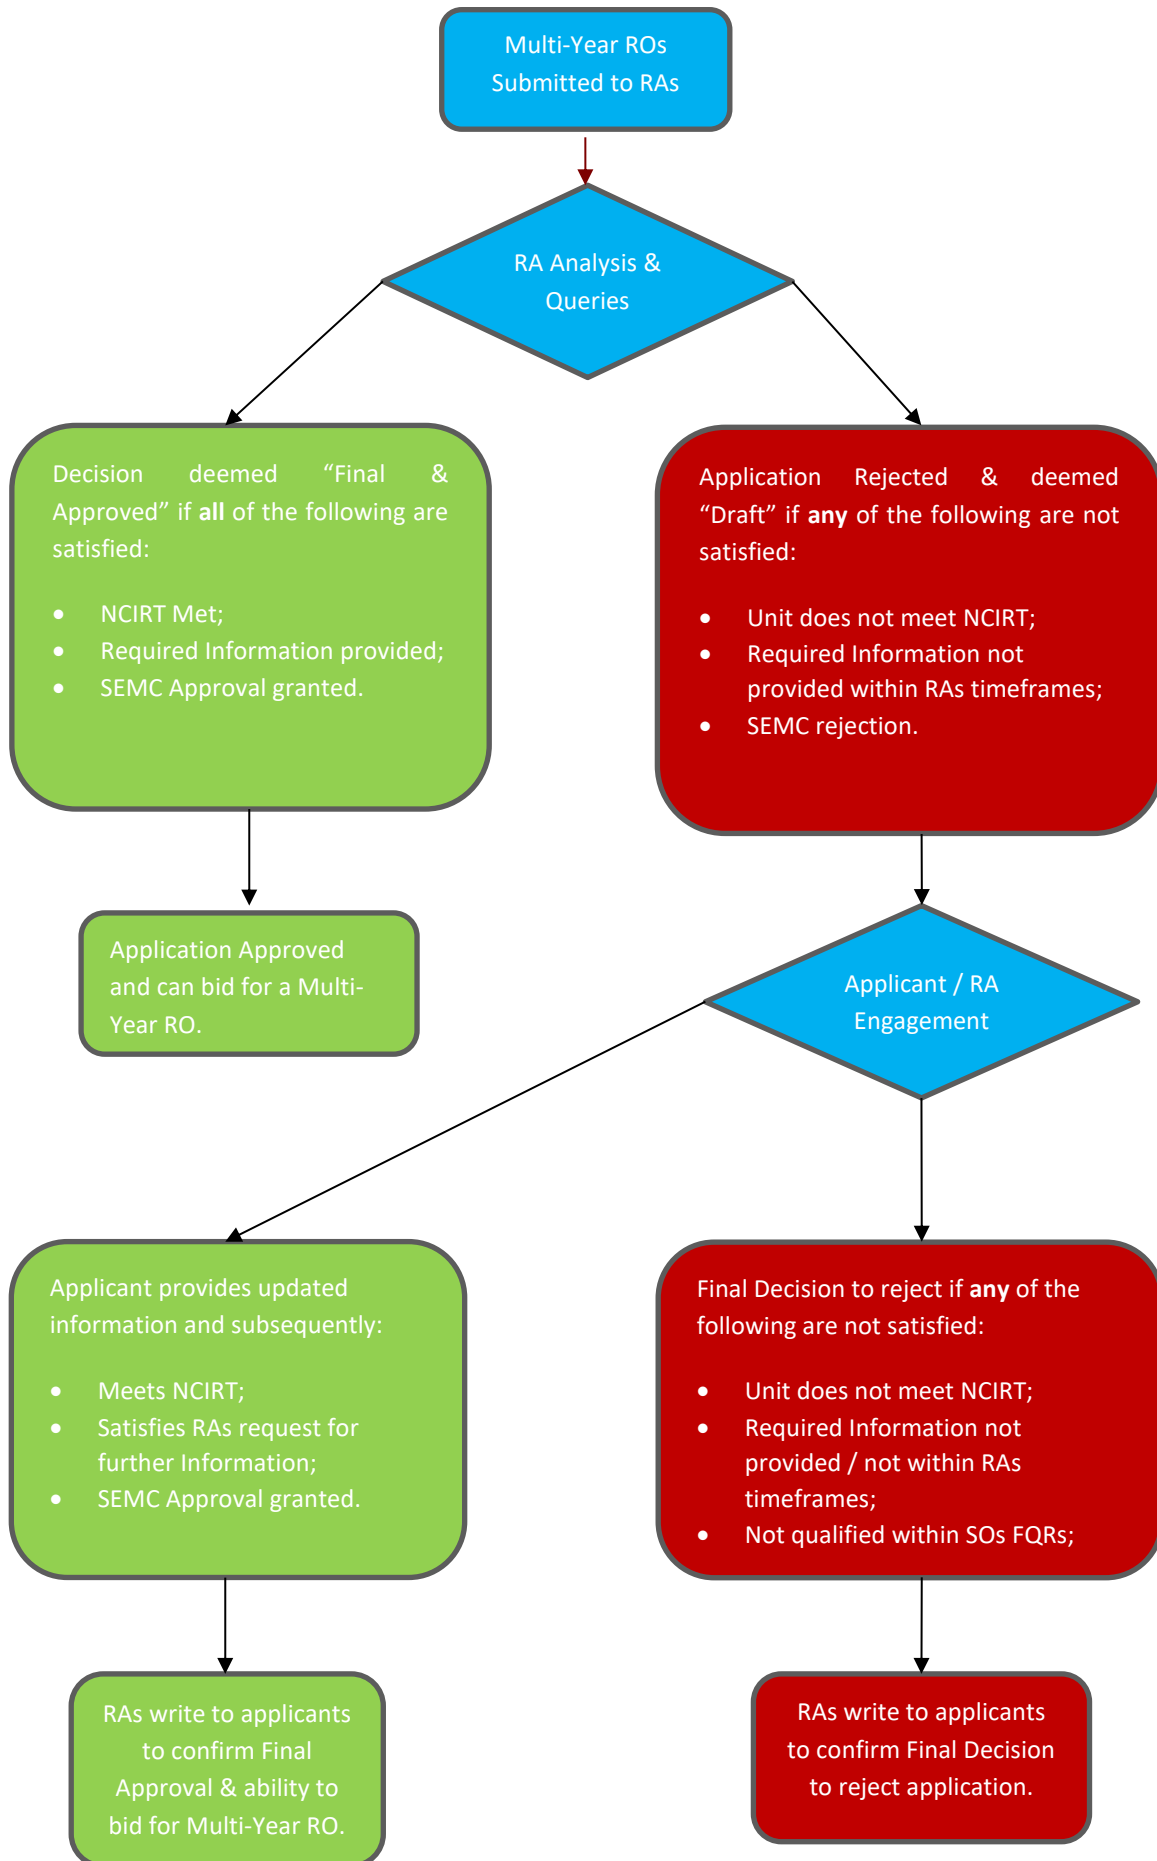 Multi-Year ROs
Submitted to RAs
RA Analysis &
Queries
Decision deemed “Final &
Approved” if all of the following are
satisfied:
• NCIRT Met;
• Required Information provided;
• SEMC Approval granted.
Application Rejected & deemed
“Draft” if any of the following are not
satisfied:
• Unit does not meet NCIRT;
• Required Information not
provided within RAs timeframes;
• SEMC rejection.
Application Approved
and can bid for a Multi-
Year RO.
Applicant / RA
Engagement
Applicant provides updated
information and subsequently:
• Meets NCIRT;
• Satisfies RAs request for
further Information;
• SEMC Approval granted.
Final Decision to reject if any of the
following are not satisfied:
• Unit does not meet NCIRT;
• Required Information not
provided / not within RAs
timeframes;
• Not qualified within SOs FQRs;
RAs write to applicants
to confirm Final
Approval & ability to
bid for Multi-Year RO.
RAs write to applicants
to confirm Final Decision
to reject application.